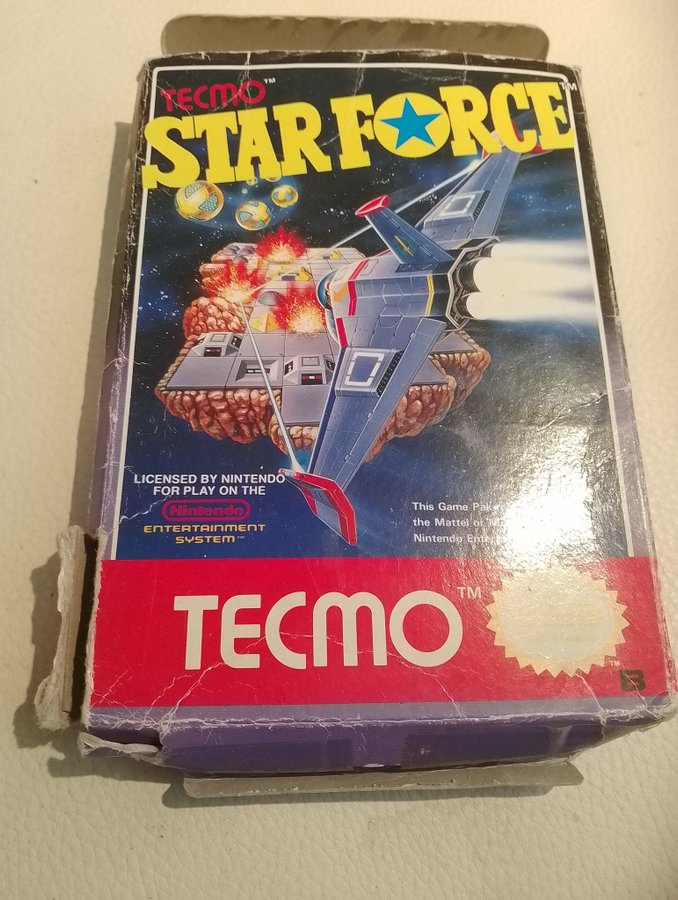 TECMO™
STAR FORCE™
LICENSED BY NINTENDO
FOR PLAY ON THE
Nintendo
ENTERTAINMENT
SYSTEM™
This Game Pak
the Mattel or
Nintendo
TECMO™
™
B